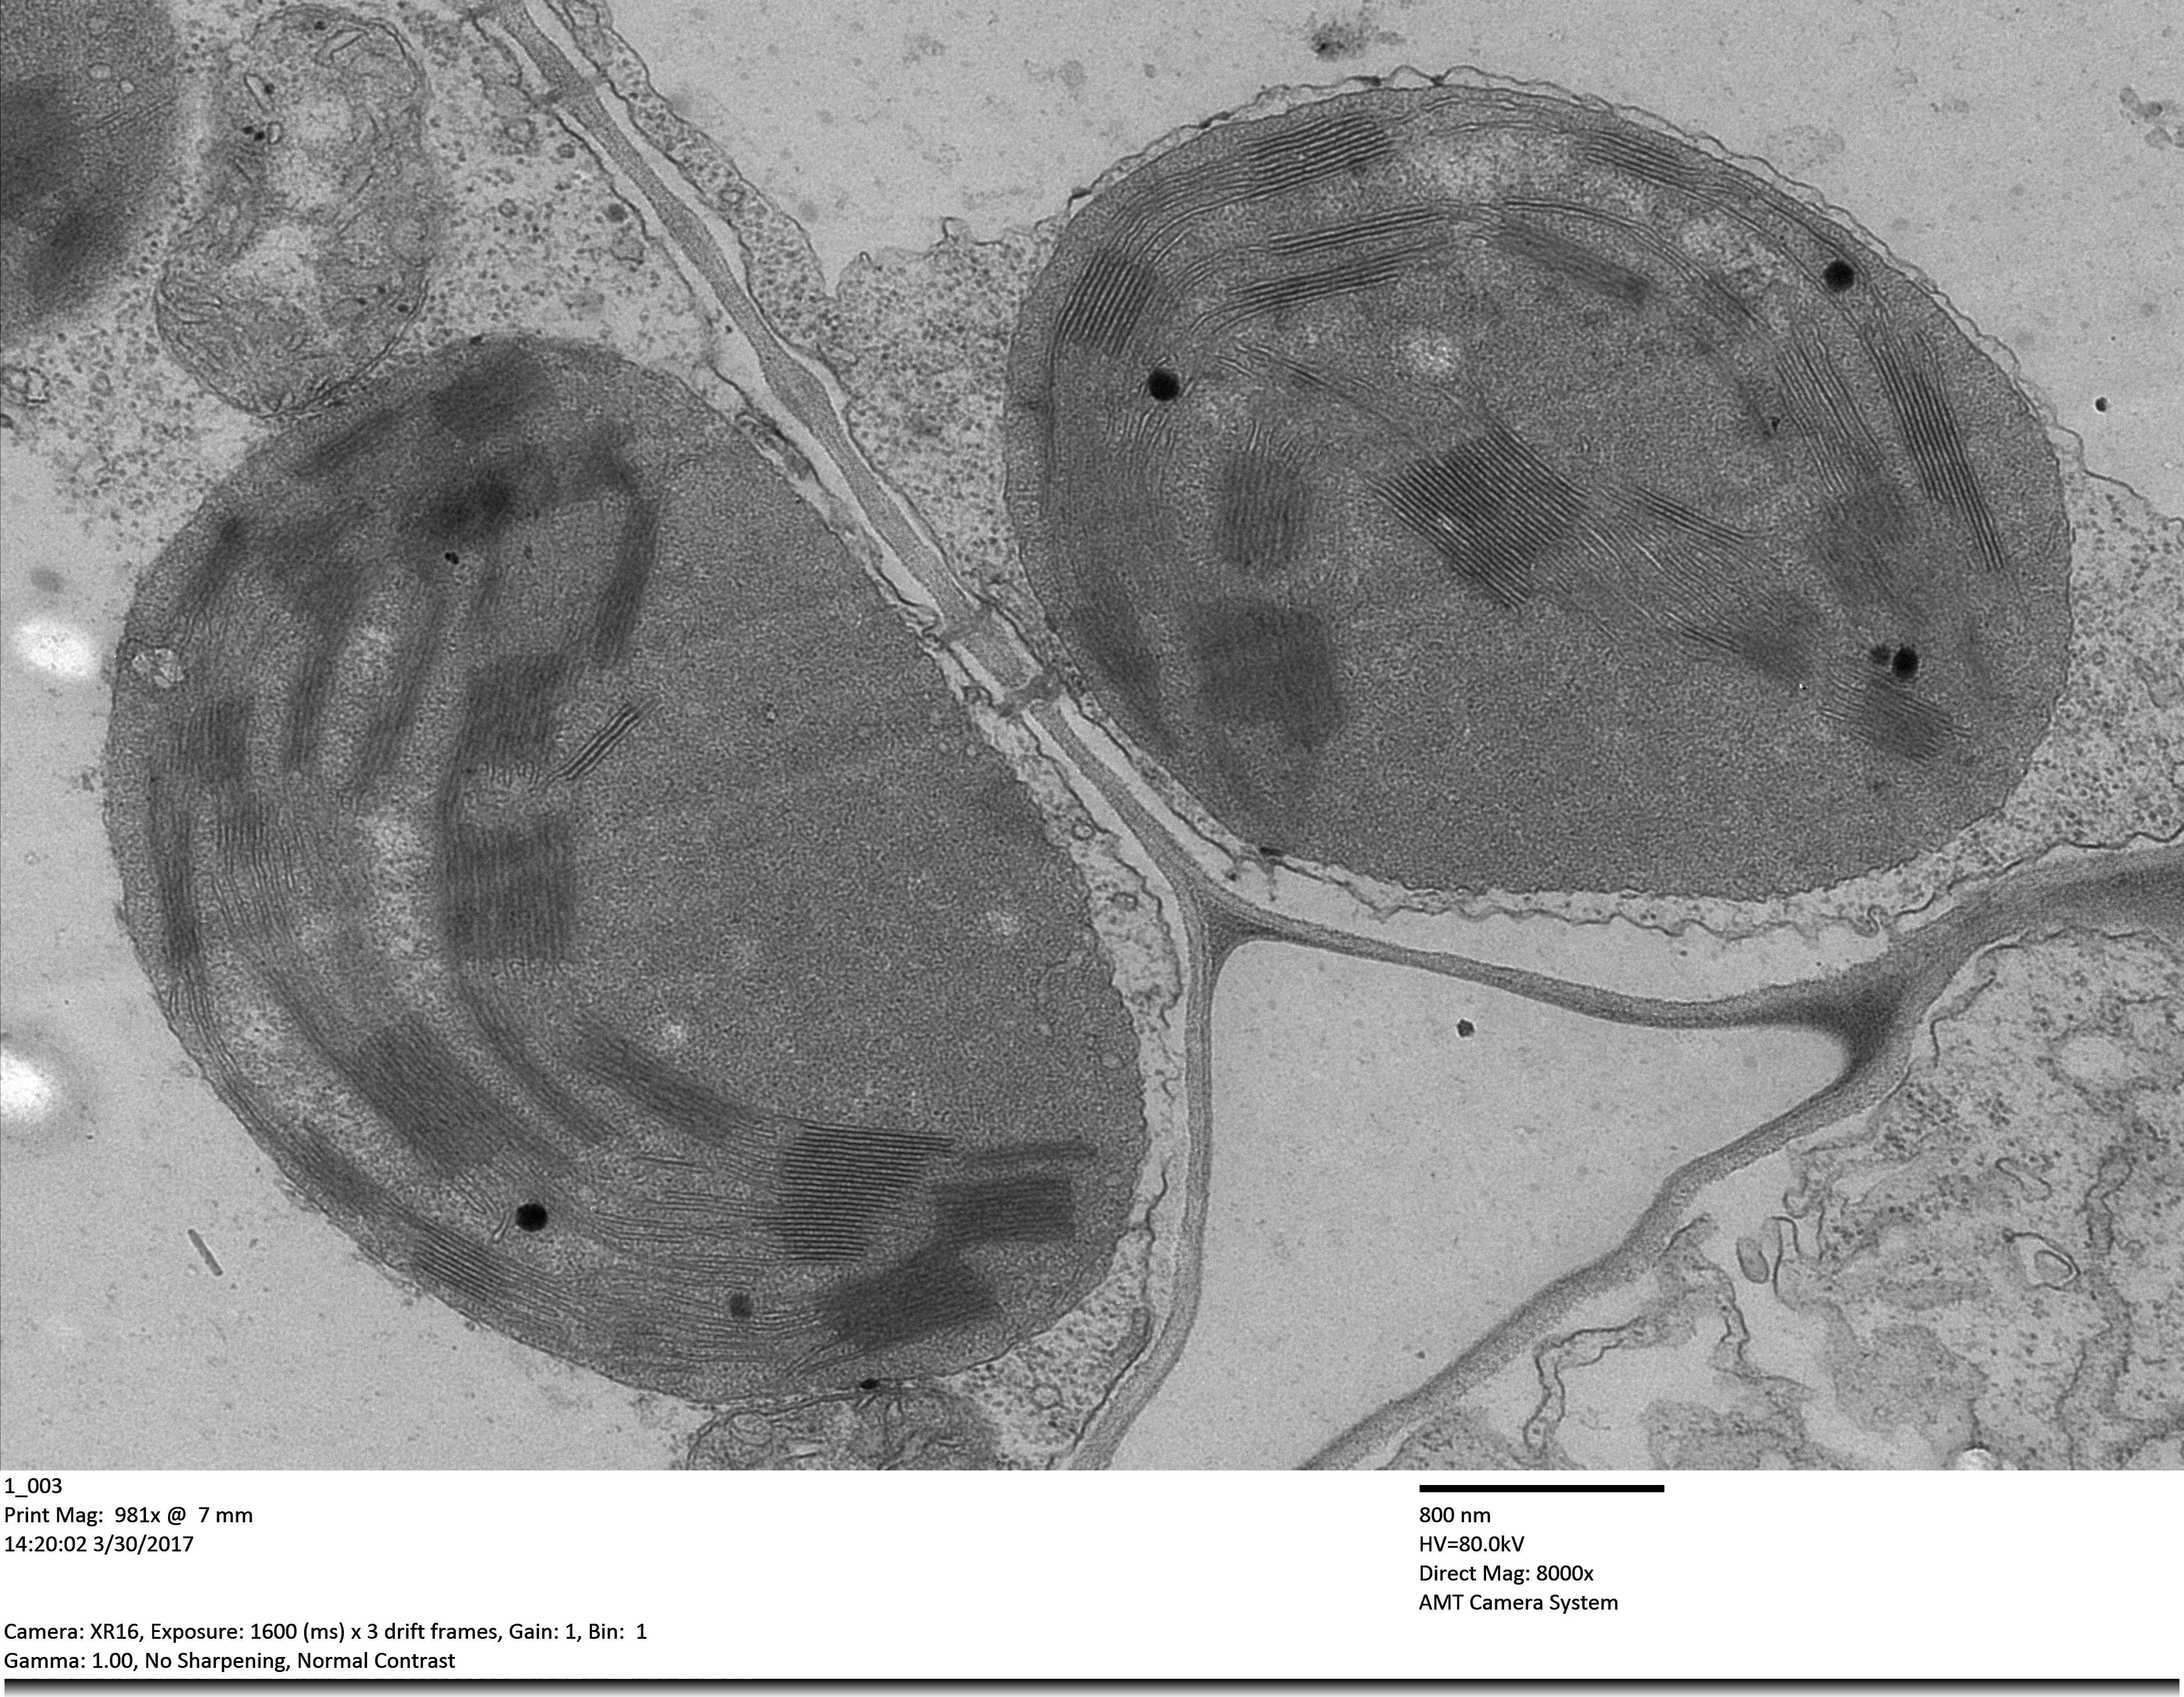 1_003
Print Mag:  981x @  7 mm
14:20:02 3/30/2017
800 nm
HV=80.0kV
Direct Mag: 8000x
AMT Camera System
Camera: XR16, Exposure: 1600 (ms) x 3 drift frames, Gain: 1, Bin:  1
Gamma: 1.00, No Sharpening, Normal Contrast